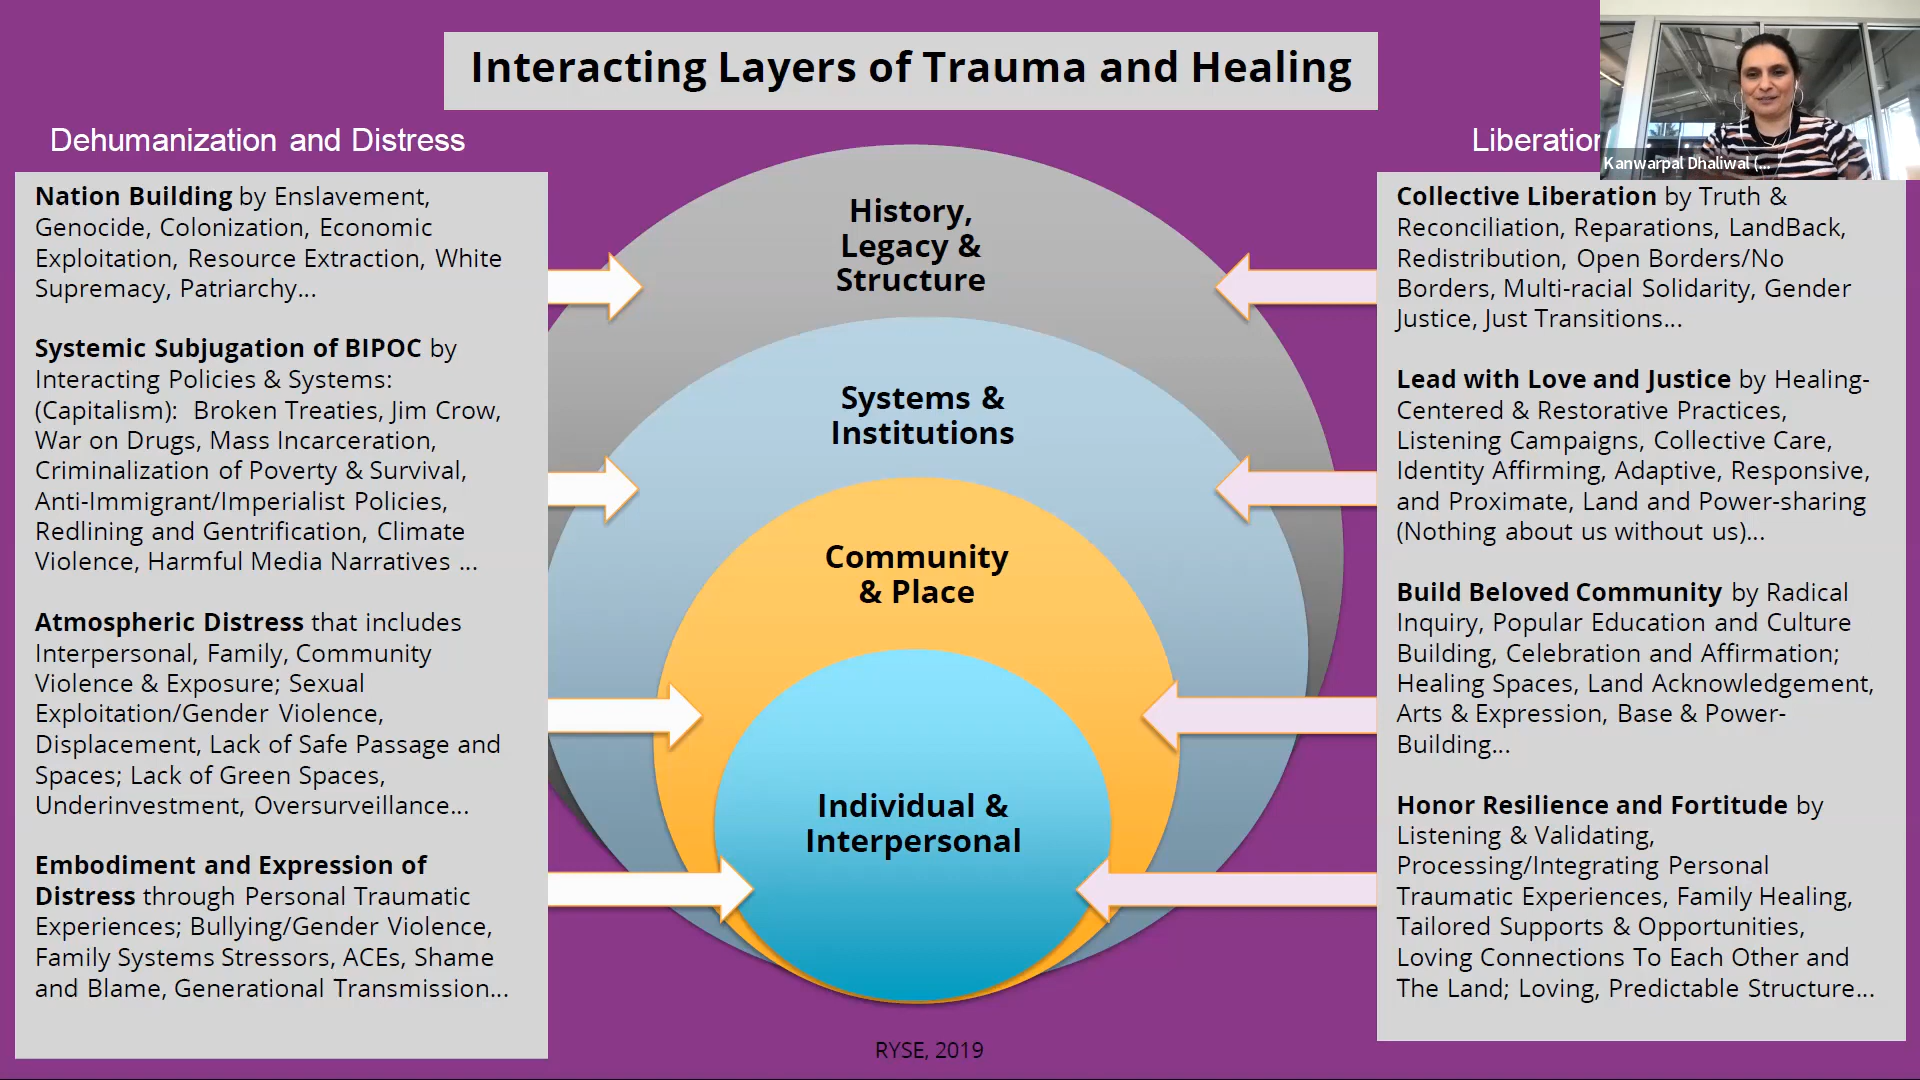 Interacting Layers of Trauma and Healing
Dehumanization and Distress
Nation Building by Enslavement,
Genocide, Colonization, Economic
Exploitation, Resource Extraction, White
Supremacy, Patriarchy...
Systemic Subjugation of BIPOC by
Interacting Policies & Systems:
(Capitalism): Broken Treaties, Jim Crow,
War on Drugs, Mass Incarceration,
Criminalization of Poverty & Survival,
Anti-Immigrant/Imperialist Policies,
Redlining and Gentrification, Climate
Violence, Harmful Media Narratives ...
Atmospheric Distress that includes
Interpersonal, Family, Community
Violence & Exposure; Sexual
Exploitation/Gender Violence,
Displacement, Lack of Safe Passage and
Spaces; Lack of Green Spaces,
Underinvestment, Oversurveillance...
Embodiment and Expression of
Distress through Personal Traumatic
Experiences; Bullying/Gender Violence,
Family Systems Stressors, ACEs, Shame
and Blame, Generational Transmission...
History,
Legacy &
Structure
Systems &
Institutions
Community
& Place
Individual &
Interpersonal
RYSE, 2019
Liberation
Kanwarpal Dhaliwal (...
Collective Liberation by Truth &
Reconciliation, Reparations, LandBack,
Redistribution, Open Borders/No
Borders, Multi-racial Solidarity, Gender
Justice, Just Transitions...
Lead with Love and Justice by Healing-
Centered & Restorative Practices,
Listening Campaigns, Collective Care,
Identity Affirming, Adaptive, Responsive,
and Proximate, Land and Power-sharing
(Nothing about us without us)...
Build Beloved Community by Radical
Inquiry, Popular Education and Culture
Building, Celebration and Affirmation;
Healing Spaces, Land Acknowledgement,
Arts & Expression, Base & Power-
Building...
Honor Resilience and Fortitude by
Listening & Validating,
Processing/Integrating Personal
Traumatic Experiences, Family Healing,
Tailored Supports & Opportunities,
Loving Connections To Each Other and
The Land; Loving, Predictable Structure...